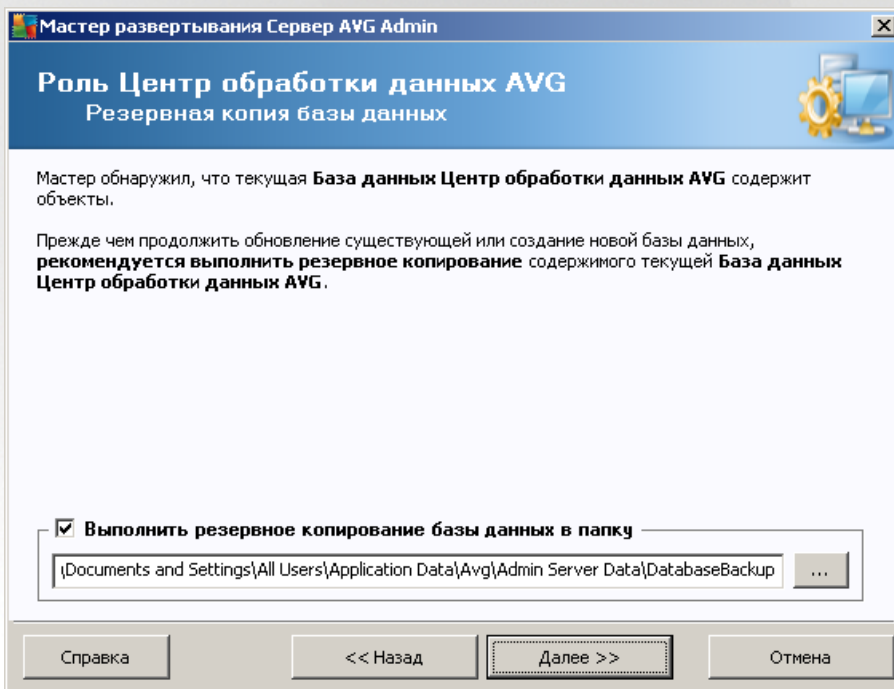 Мастер развертывания Сервер AVG Admin
Роль Центр обработки данных AVG
Резервная копия базы данных
Мастер обнаружил, что текущая База данных Центр обработки данных AVG содержит
объекты.
Прежде чем продолжить обновление существующей или создание новой базы данных,
рекомендуется выполнить резервное копирование содержимого текущей База данных
Центр обработки данных AVG.
Выполнить резервное копирование базы данных в папку
\Documents and Settings\All Users\Application Data\Avg\Admin Server Data\DatabaseBackup
...
Справка
<< Назад
Далее >>
Отмена